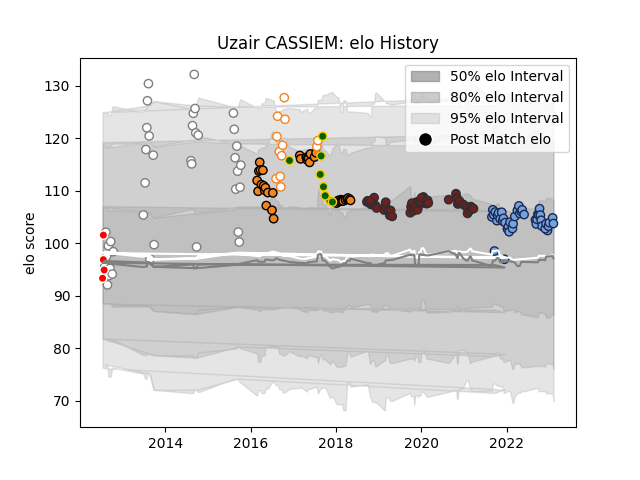 Uzair CASSIEM: elo History
50% elo Interval
80% elo Interval
95% elo Interval
Post Match elo
elo score
130
120
110
100
90
80
70
2014 2016 2018 2020 2022